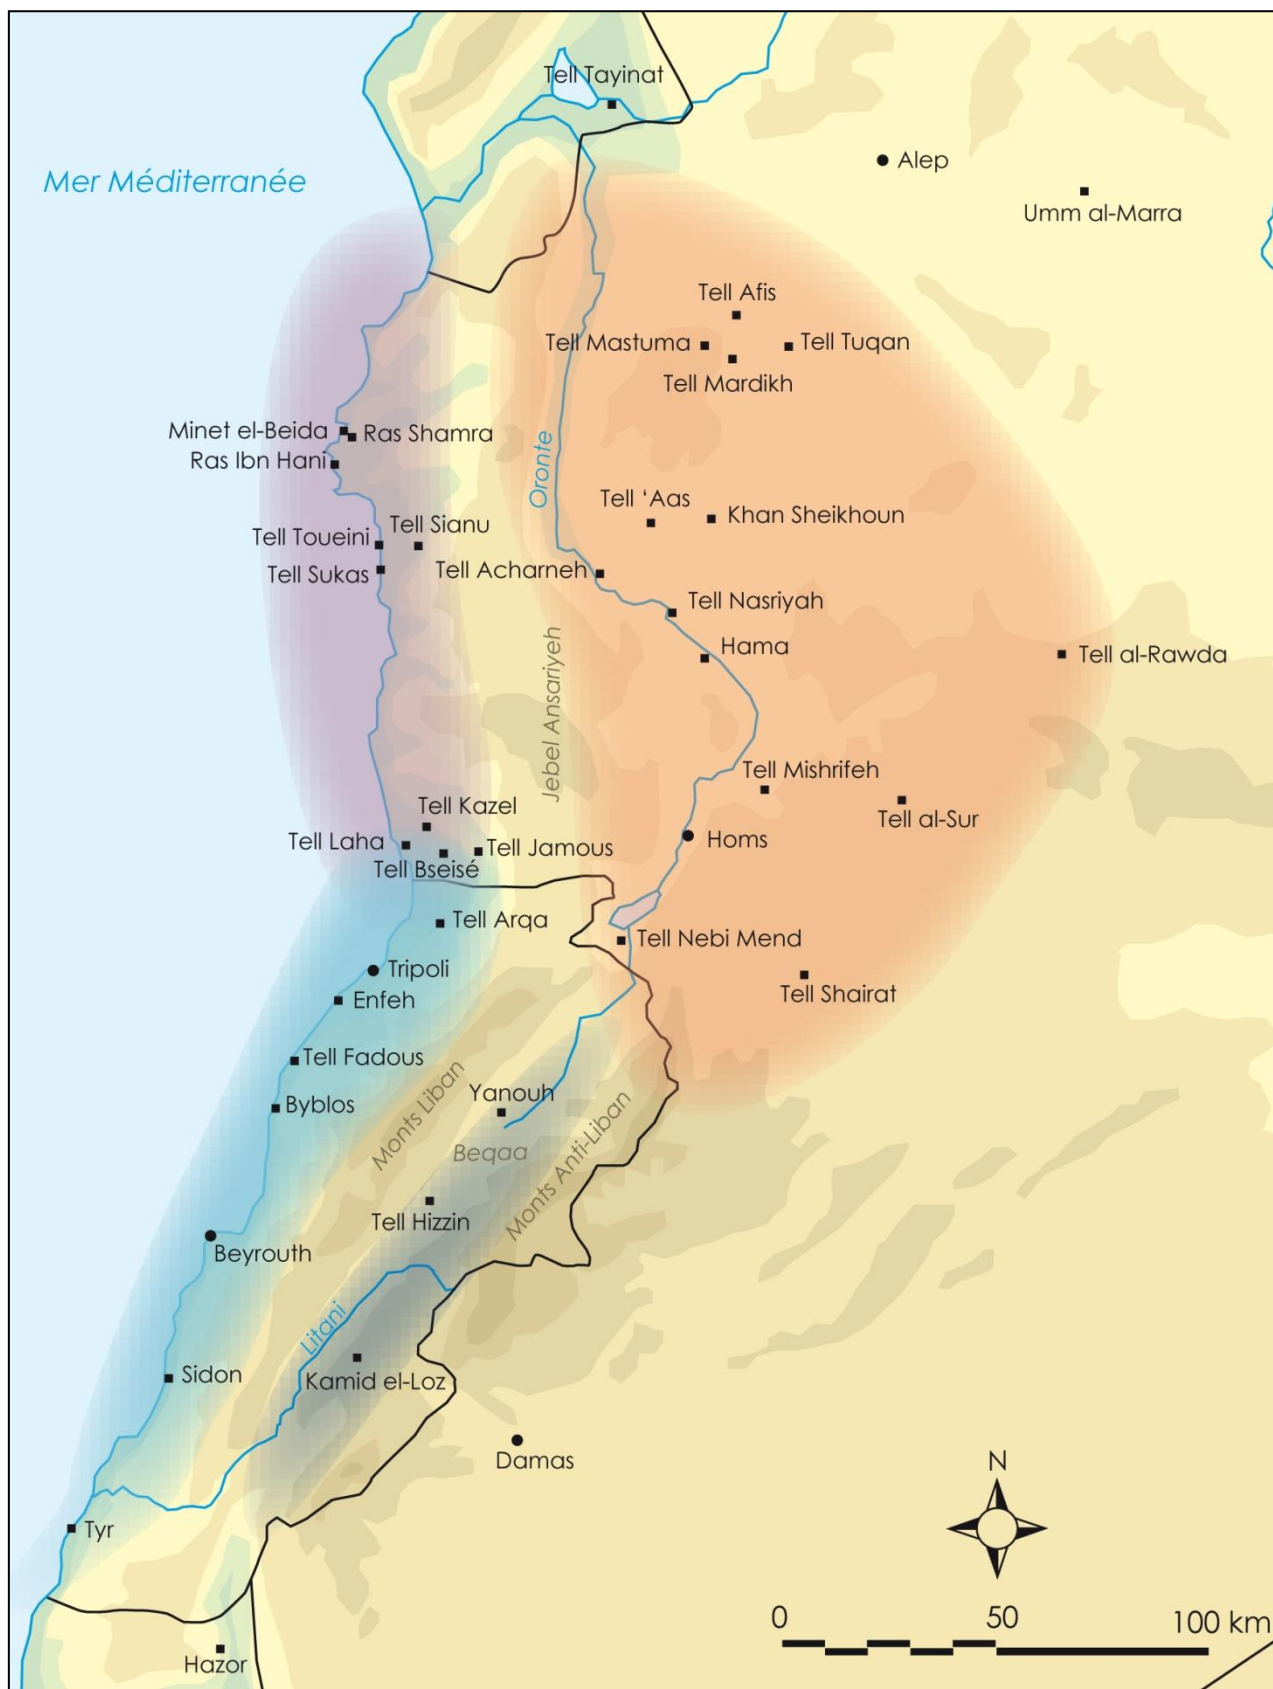 Tell Tayinat
Alep
Mer Méditerranée
Umm al-Marra
Tell Afis
Tell Mastuma
Tell Tuqan
Tell Mardikh
Minet el-Beida
Ras Shamra
Ras Ibn Hani
Oronte
Tell ‘Aas
Khan Sheikhoun
Tell Toueini
Tell Sianu
Tell Sukas
Tell Acharneh
Tell Nasriyah
Hama
Tell al-Rawda
Jebel Ansariyeh
Tell Mishrifeh
Tell al-Sur
Tell Kazel
Tell Laha
Homs
Tell Jamous
Tell Bseisé
Tell Arqa
Tell Nebi Mend
Tripoli
Tell Shairat
Enfeh
Tell Fadous
Monts Liban
Yanouh
Byblos
Beqaa
Monts Anti-Liban
Tell Hizzin
Beyrouth
Litani
Sidon
Kamid el-Loz
Damas
N
Tyr
0 50 100 km
Hazor